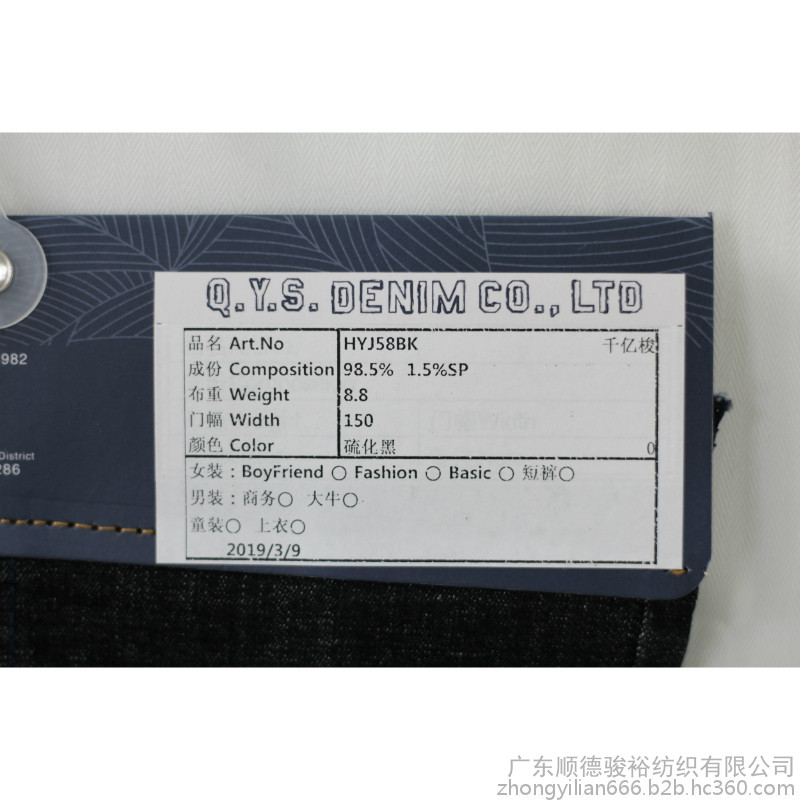 Q.Y.S. DENIM CO., LTD
品名 Art.No HYJ58BK 千亿梭
成份 Composition 98.5% 1.5%SP
布重 Weight 8.8
门幅 Width 150
颜色 Color 硫化黑 0
女装: BoyFriend ○ Fashion ○ Basic ○ 短裤○
男装: 商务○ 大牛○
童装○ 上衣○
2019/3/9
982
District
286
广东顺德骏裕纺织有限公司
zhongyilian666.b2b.hc360.com